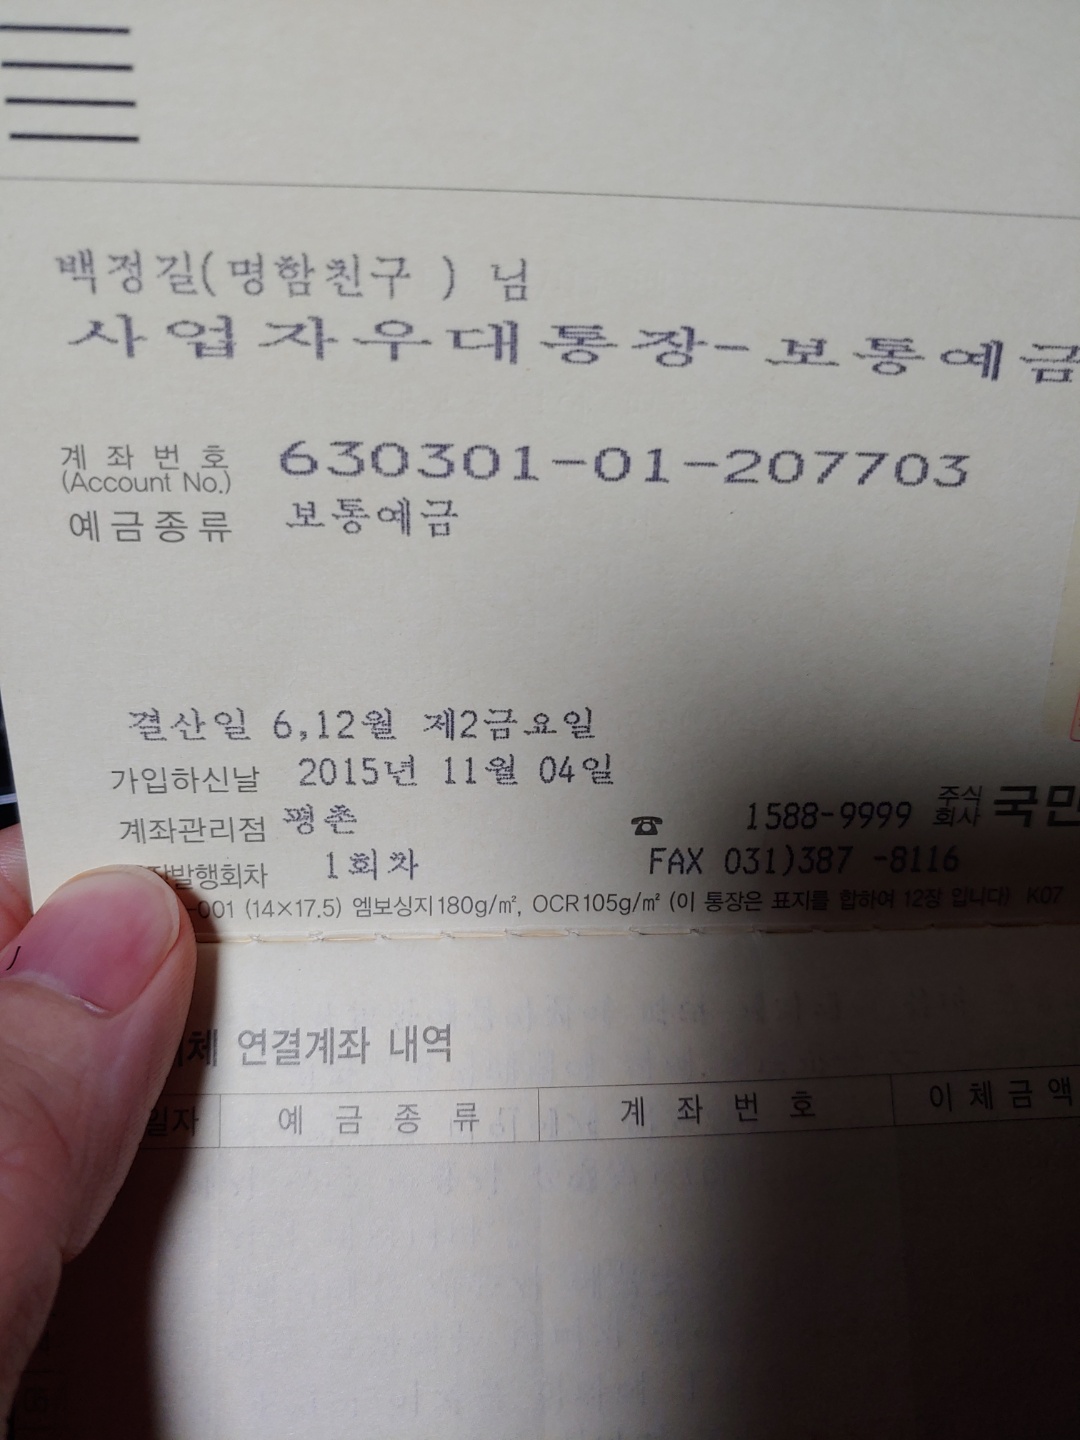 백정길(명함친구 ) 님
사업자우대통장-보통예금
계좌번호 630301-01-207703
(Account No.)
예금종류 보통예금
결산일 6,12월 제2금요일
가입하신날 2015년 11월 04일
계좌관리점 평촌 ☎ 1588-9999 주식회사 국민
발행회차 1회차 FAX 031)387 -8116
-001 (14×17.5) 엠보싱지180g/㎡, OCR105g/㎡ (이 통장은 표지를 합하여 12장 입니다) K07
체 연결계좌 내역
일자 예금종류 계좌번호 이체금액